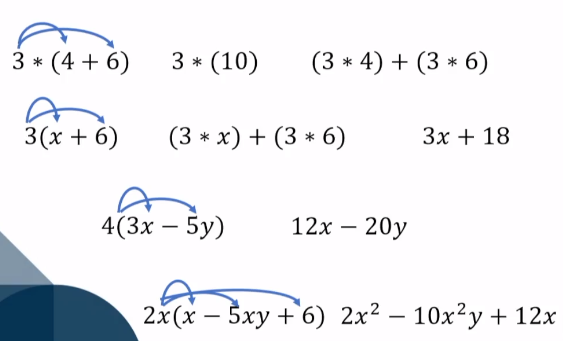 3 * (4 + 6) 3 * (10) (3 * 4) + (3 * 6)
3(x + 6) (3 * x) + (3 * 6) 3x + 18
4(3x − 5y) 12x − 20y
2x(x − 5xy + 6) 2x² − 10x²y + 12x